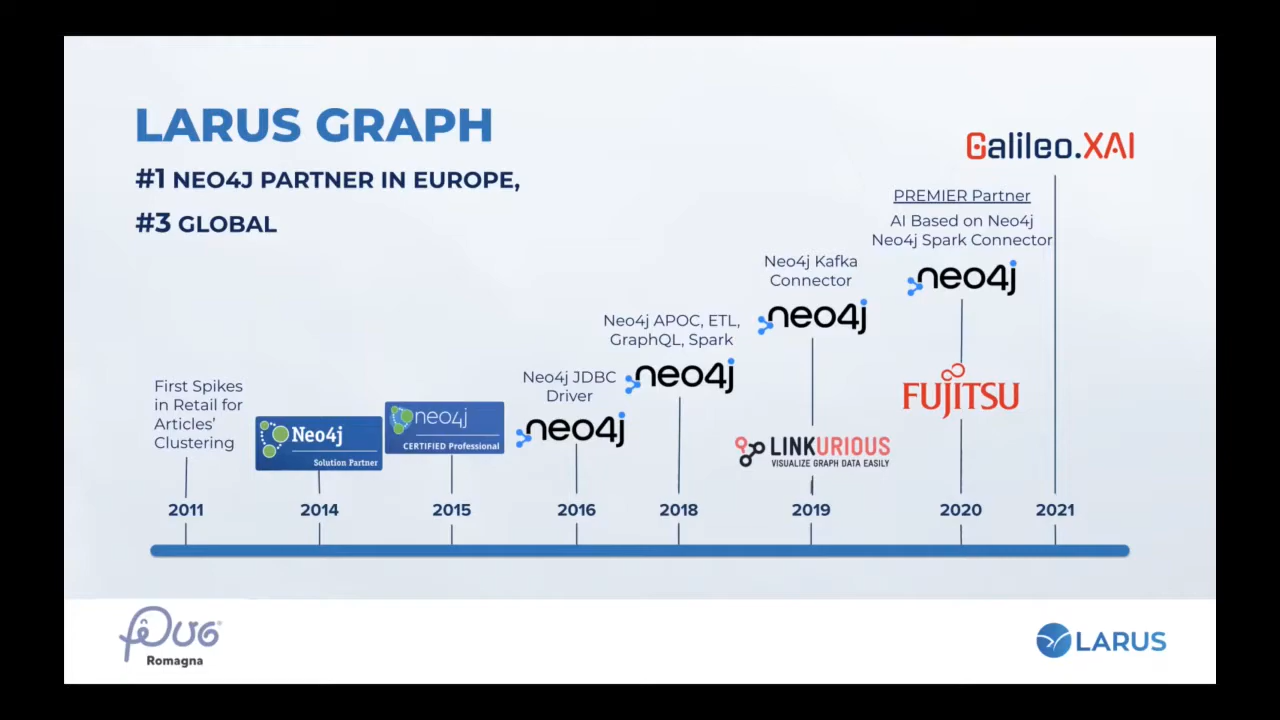 LARUS GRAPH
#1 NEO4J PARTNER IN EUROPE,
#3 GLOBAL
Galileo.XAI
PREMIER Partner
AI Based on Neo4j
Neo4j Spark Connector
neo4j
Neo4j Kafka
Connector
neo4j
Neo4j APOC, ETL,
GraphQL, Spark
neo4j
Neo4j JDBC
Driver
neo4j
First Spikes
in Retail for
Articles'
Clustering
Neo4j
Solution Partner
neo4j
CERTIFIED Professional
LINKURIOUS
VISUALIZE GRAPH DATA EASILY
FUJITSU
2011 2014 2015 2016 2018 2019 2020 2021
PUG
Romagna
LARUS